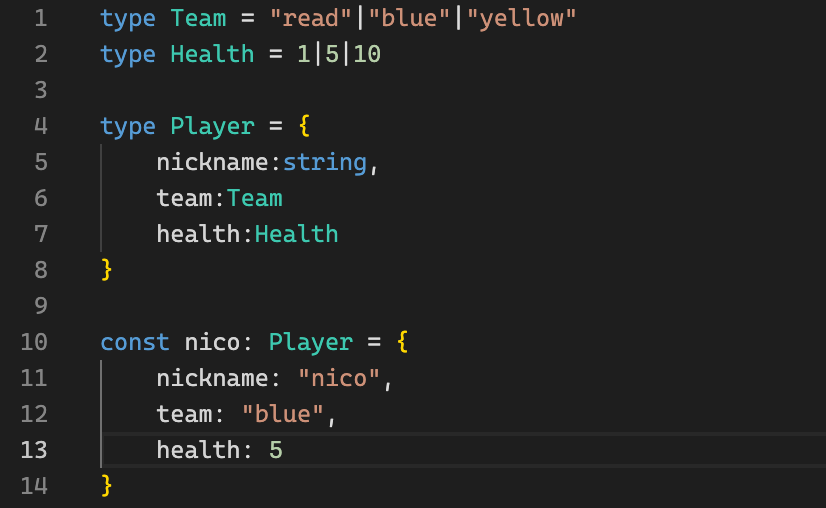 1 type Team = "read"|"blue"|"yellow"
2 type Health = 1|5|10
3
4 type Player = {
5     nickname:string,
6     team:Team
7     health:Health
8 }
9
10 const nico: Player = {
11     nickname: "nico",
12     team: "blue",
13     health: 5
14 }